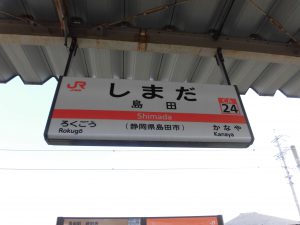 JR
しまだ
島田
CA
24
Shimada
(静岡県島田市)
ろくごう
Rokugō
かなや
Kanaya